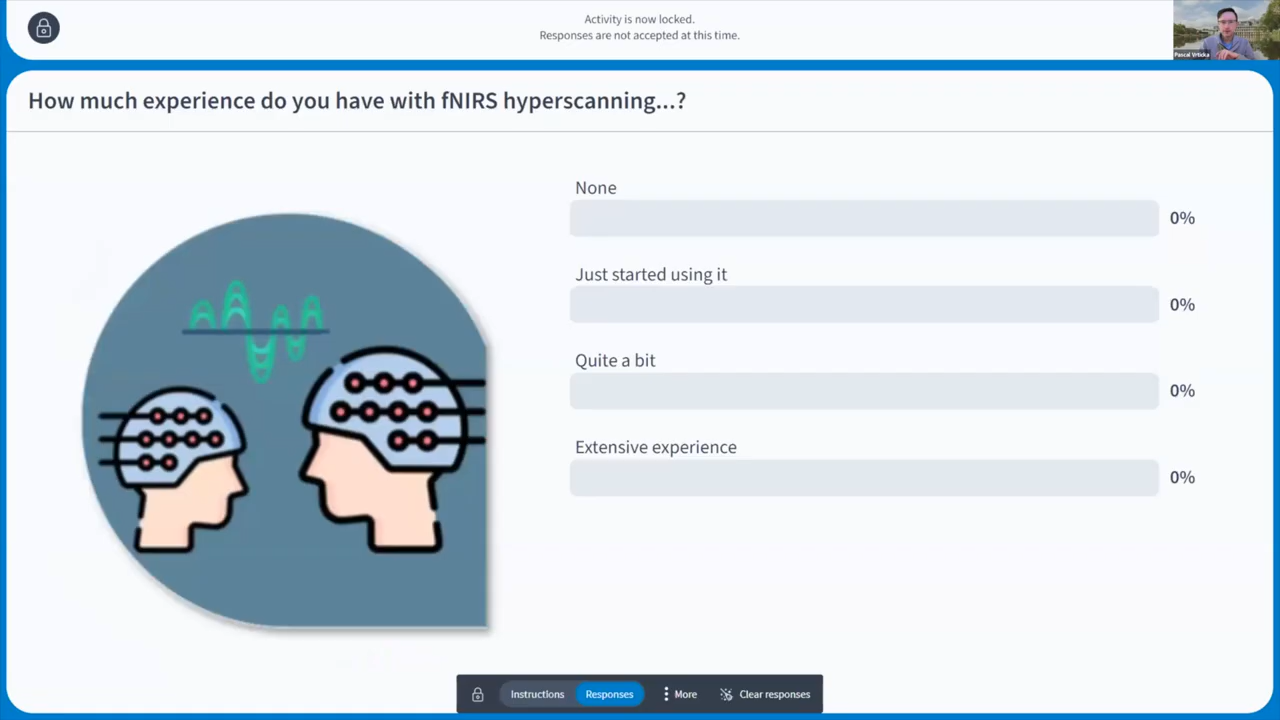 Activity is now locked.
Responses are not accepted at this time.
Pascal Vrticka
How much experience do you have with fNIRS hyperscanning...?
None
0%
Just started using it
0%
Quite a bit
0%
Extensive experience
0%
Instructions
Responses
More
Clear responses